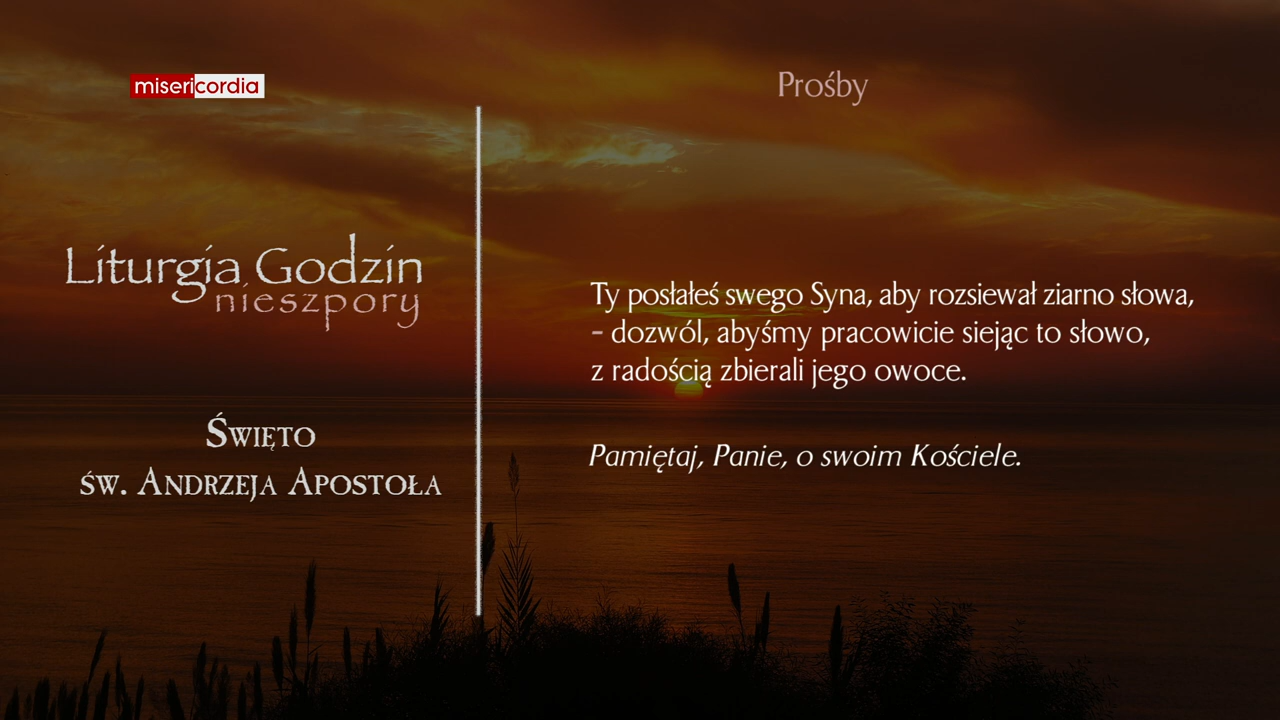 misericordia
Liturgia Godzin
nieszpory
Święto
św. Andrzeja Apostoła
Prośby
Ty posłałeś swego Syna, aby rozsiewał ziarno słowa,
- dozwól, abyśmy pracowicie siejąc to słowo,
z radością zbierali jego owoce.
Pamiętaj, Panie, o swoim Kościele.